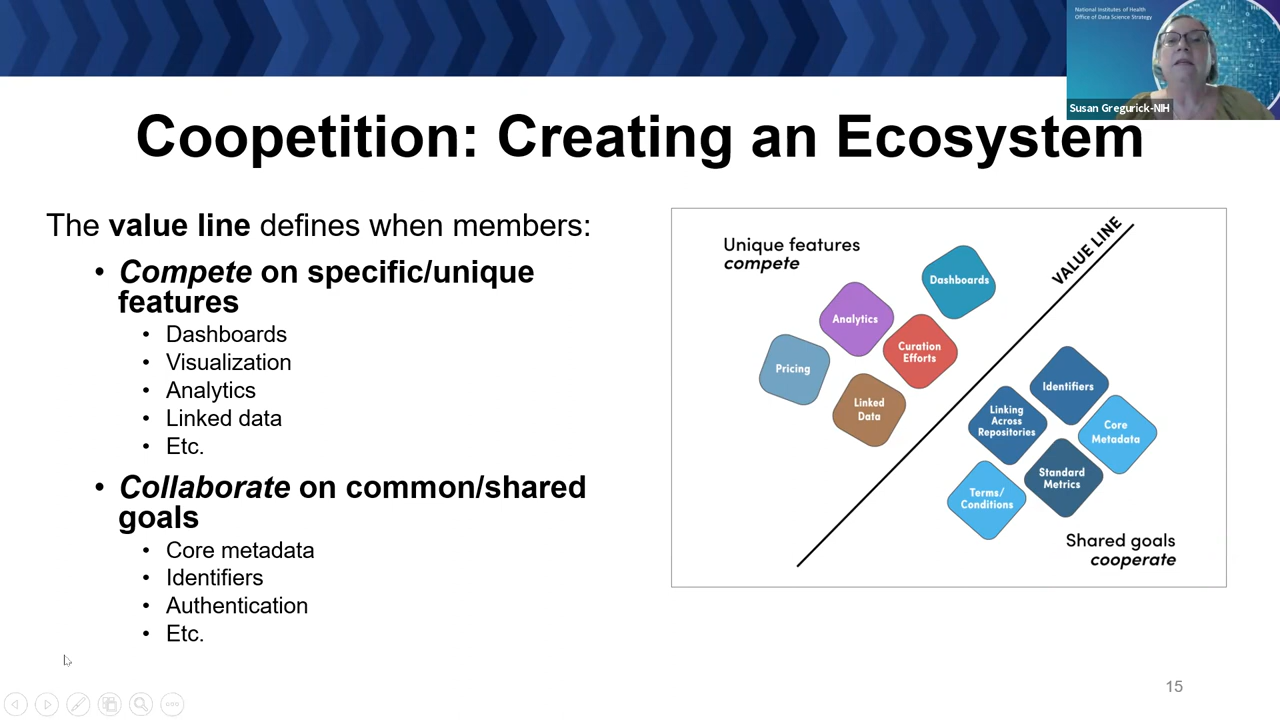 National Institutes of Health
Office of Data Science Strategy
Susan Gregurick-NIH
Coopetition: Creating an Ecosystem
The value line defines when members:
• Compete on specific/unique
features
• Dashboards
• Visualization
• Analytics
• Linked data
• Etc.
• Collaborate on common/shared
goals
• Core metadata
• Identifiers
• Authentication
• Etc.
Unique features
compete
VALUE LINE
Dashboards
Analytics
Curation
Efforts
Pricing
Linked
Data
Identifiers
Linking
Across
Repositories
Core
Metadata
Standard
Metrics
Terms/
Conditions
Shared goals
cooperate
15